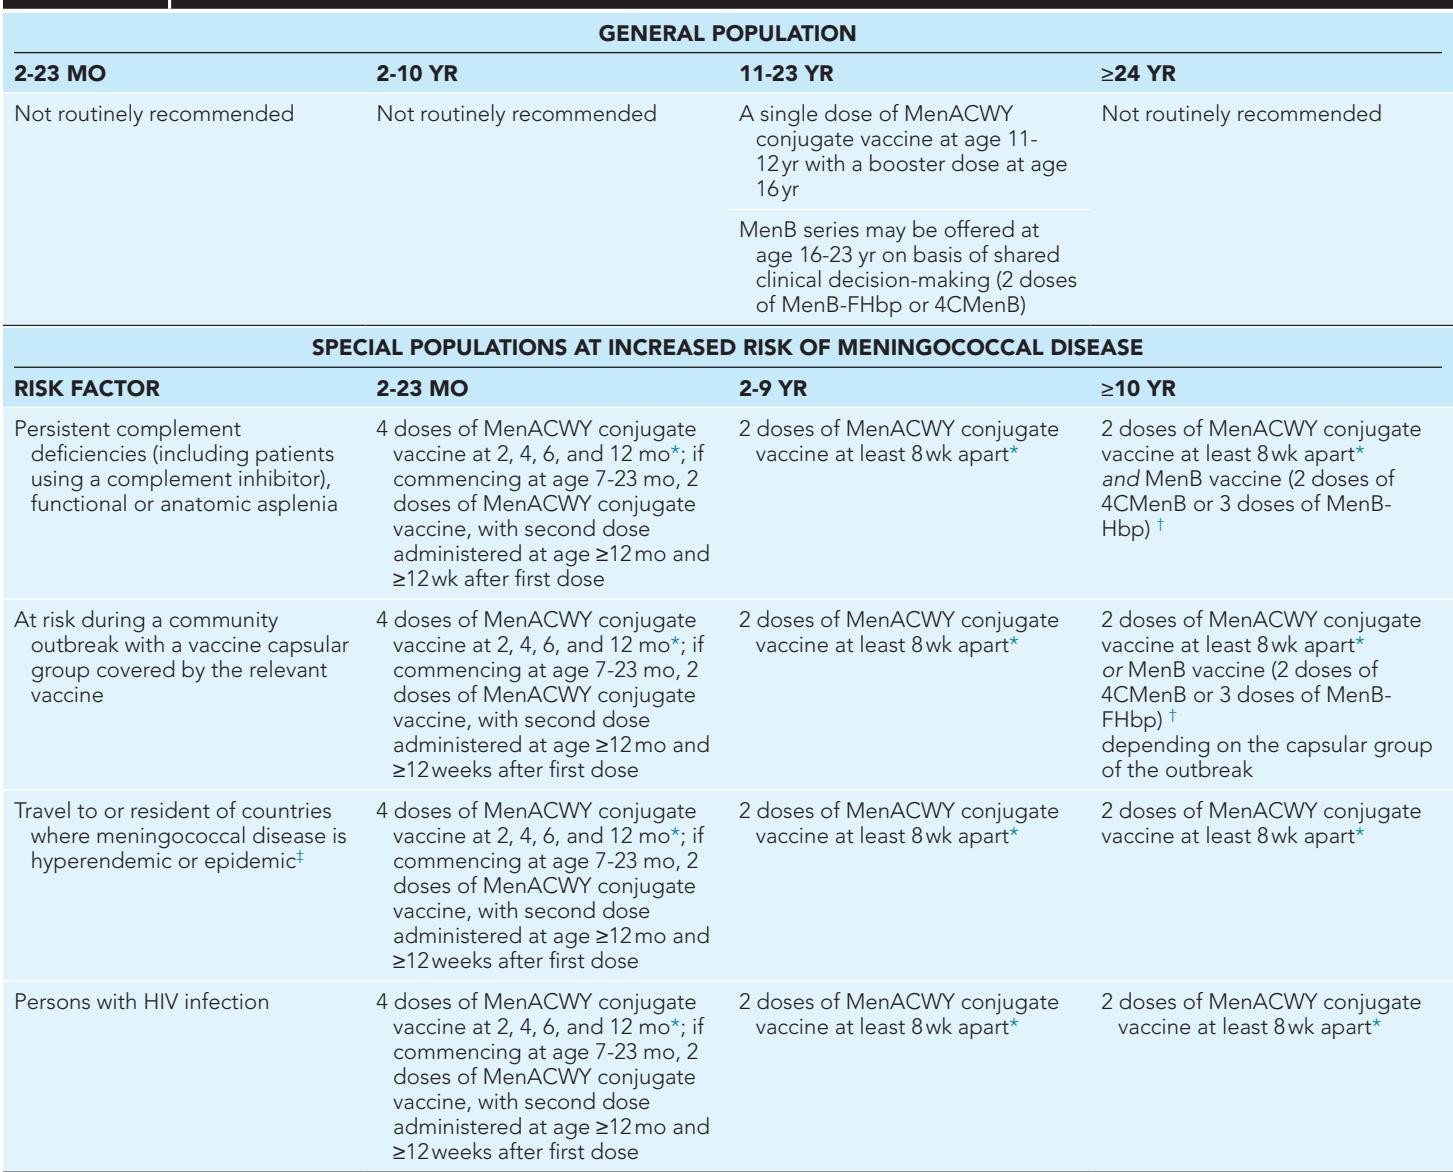 GENERAL POPULATION
2-23 MO
2-10 YR
11-23 YR
≥24 YR
Not routinely recommended
Not routinely recommended
A single dose of MenACWY
conjugate vaccine at age 11-
12 yr with a booster dose at age
16 yr
MenB series may be offered at
age 16-23 yr on basis of shared
clinical decision-making (2 doses
of MenB-FHbp or 4CMenB)
Not routinely recommended
SPECIAL POPULATIONS AT INCREASED RISK OF MENINGOCOCCAL DISEASE
RISK FACTOR
2-23 MO
2-9 YR
≥10 YR
Persistent complement
deficiencies (including patients
using a complement inhibitor),
functional or anatomic asplenia
4 doses of MenACWY conjugate
vaccine at 2, 4, 6, and 12 mo*; if
commencing at age 7-23 mo, 2
doses of MenACWY conjugate
vaccine, with second dose
administered at age ≥12 mo and
≥12 wk after first dose
2 doses of MenACWY conjugate
vaccine at least 8 wk apart*
2 doses of MenACWY conjugate
vaccine at least 8 wk apart*
and MenB vaccine (2 doses of
4CMenB or 3 doses of MenB-
Hbp) †
At risk during a community
outbreak with a vaccine capsular
group covered by the relevant
vaccine
4 doses of MenACWY conjugate
vaccine at 2, 4, 6, and 12 mo*; if
commencing at age 7-23 mo, 2
doses of MenACWY conjugate
vaccine, with second dose
administered at age ≥12 mo and
≥12 weeks after first dose
2 doses of MenACWY conjugate
vaccine at least 8 wk apart*
2 doses of MenACWY conjugate
vaccine at least 8 wk apart*
or MenB vaccine (2 doses of
4CMenB or 3 doses of MenB-
FHbp) †
depending on the capsular group
of the outbreak
Travel to or resident of countries
where meningococcal disease is
hyperendemic or epidemic‡
4 doses of MenACWY conjugate
vaccine at 2, 4, 6, and 12 mo*; if
commencing at age 7-23 mo, 2
doses of MenACWY conjugate
vaccine, with second dose
administered at age ≥12 mo and
≥12 weeks after first dose
2 doses of MenACWY conjugate
vaccine at least 8 wk apart*
2 doses of MenACWY conjugate
vaccine at least 8 wk apart*
Persons with HIV infection
4 doses of MenACWY conjugate
vaccine at 2, 4, 6, and 12 mo*; if
commencing at age 7-23 mo, 2
doses of MenACWY conjugate
vaccine, with second dose
administered at age ≥12 mo and
≥12 weeks after first dose
2 doses of MenACWY conjugate
vaccine at least 8 wk apart*
2 doses of MenACWY conjugate
vaccine at least 8 wk apart*